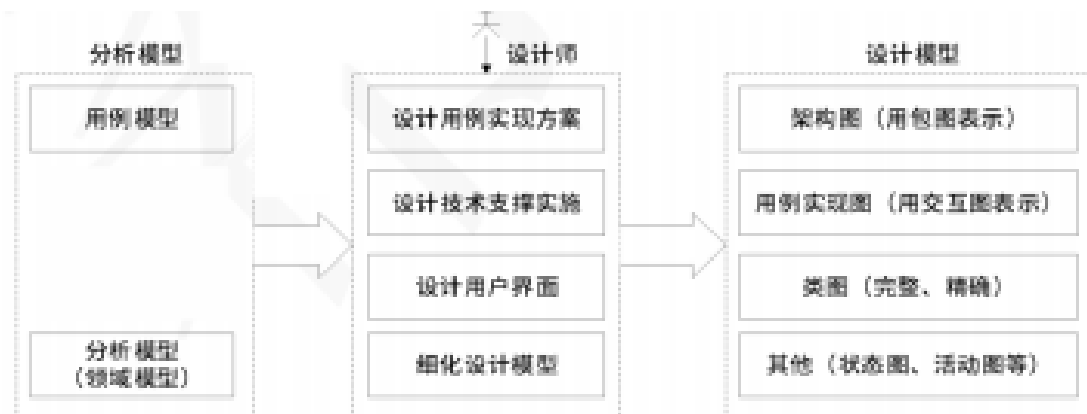 分析模型
设计师
设计模型
用例模型
设计用例实现方案
架构图（用包图表示）
设计技术支撑实施
用例实现图（用交互图表示）
设计用户界面
类图（完整、精确）
分析模型
（领域模型）
细化设计模型
其他（状态图、活动图等）